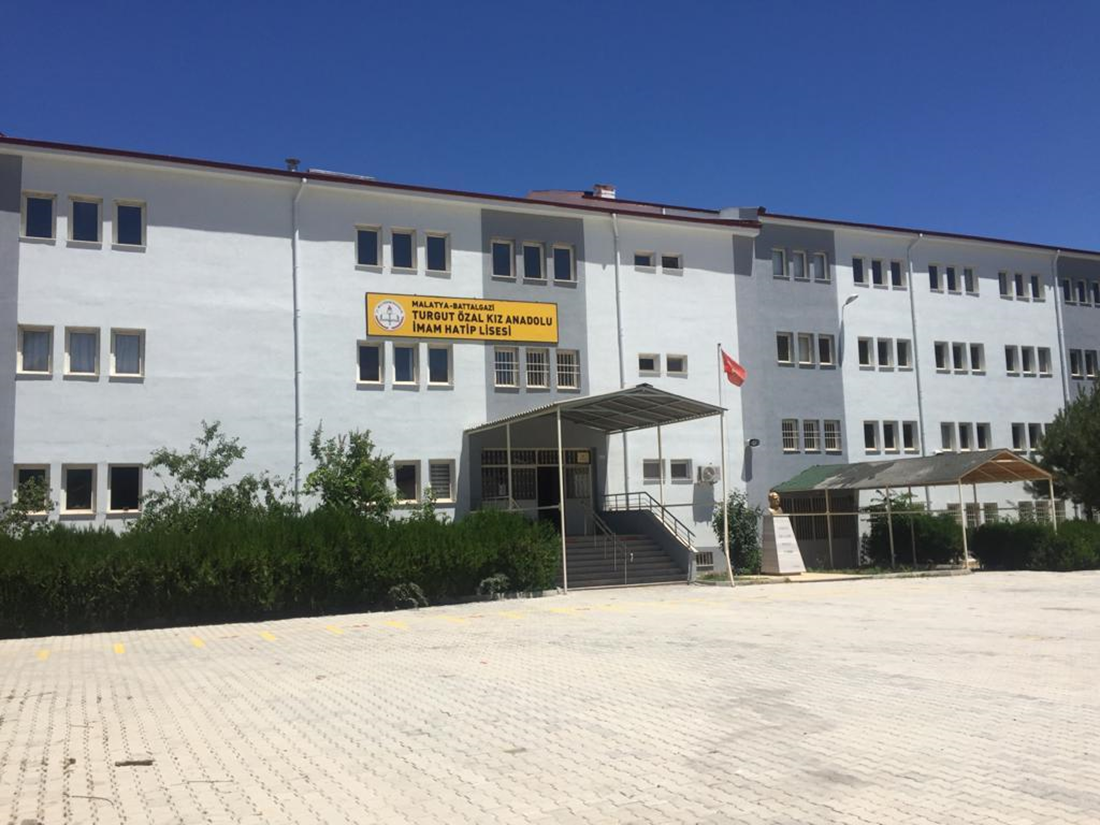 MALATYA-BATTALGAZİ
TURGUT ÖZAL KIZ ANADOLU
İMAM HATİP LİSESİ